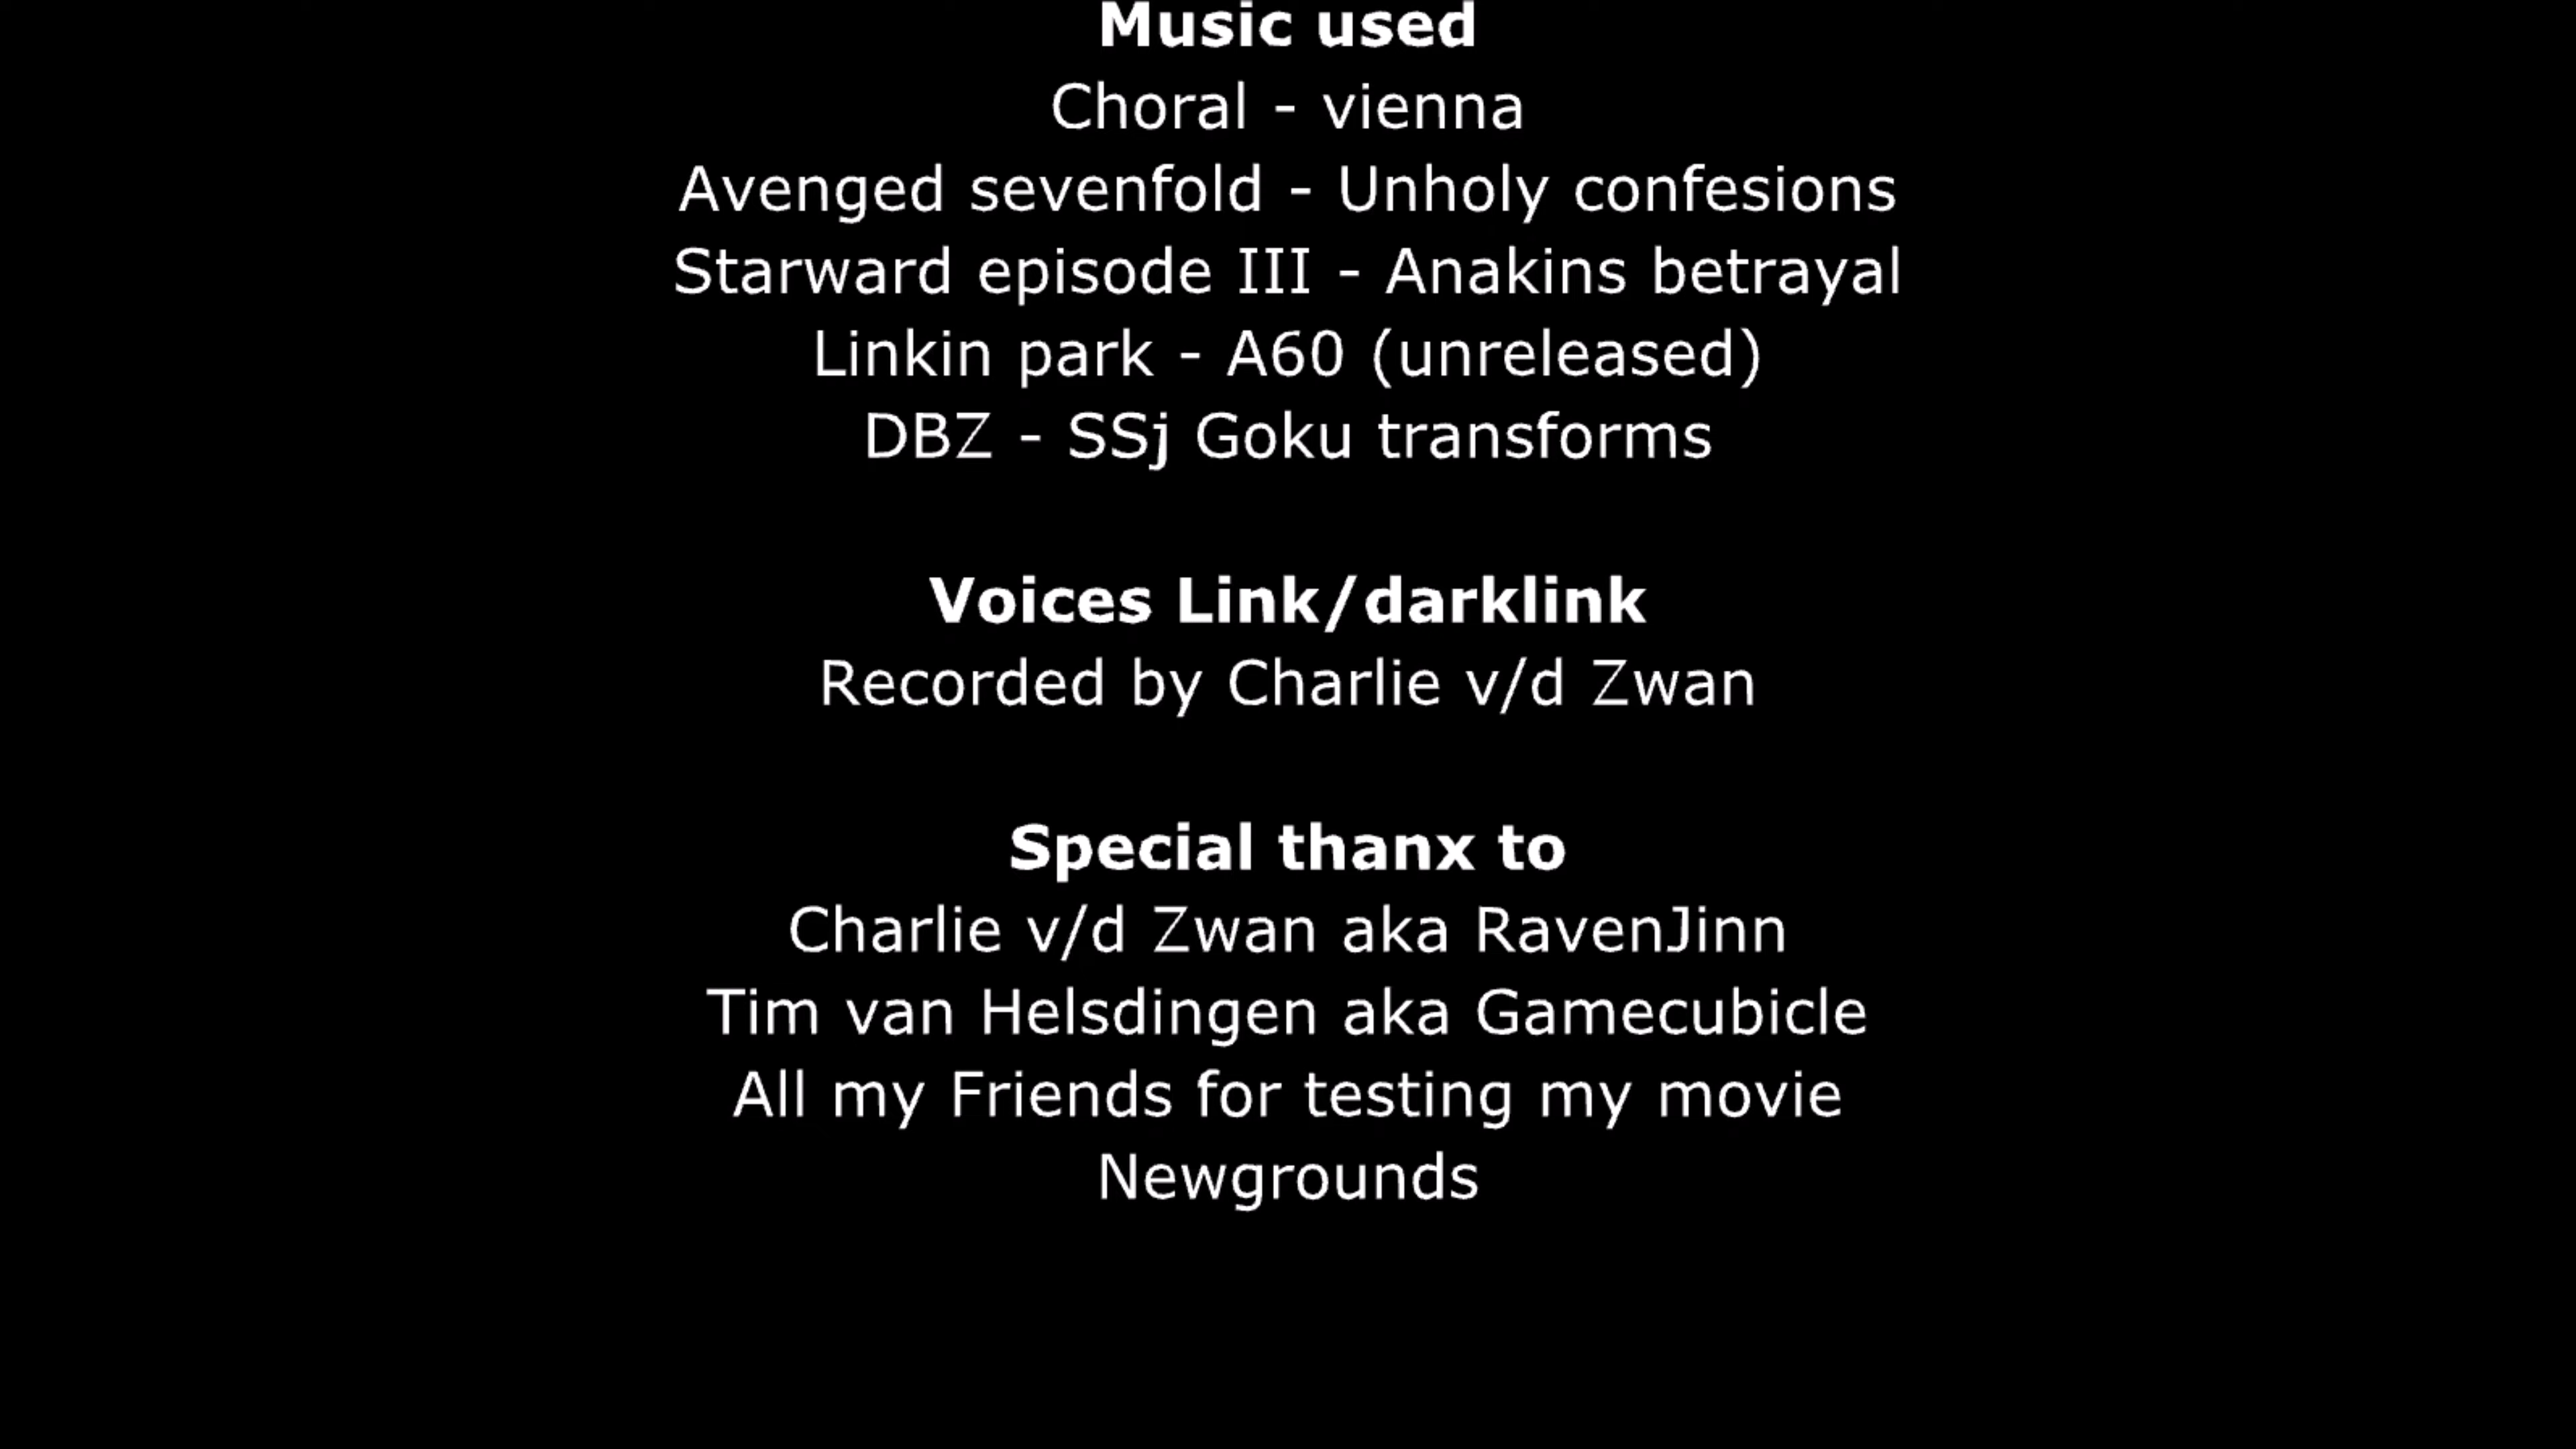 Music used
Choral - vienna
Avenged sevenfold - Unholy confesions
Starward episode III - Anakins betrayal
Linkin park - A60 (unreleased)
DBZ - SSj Goku transforms
Voices Link/darklink
Recorded by Charlie v/d Zwan
Special thanx to
Charlie v/d Zwan aka RavenJinn
Tim van Helsdingen aka Gamecubicle
All my Friends for testing my movie
Newgrounds